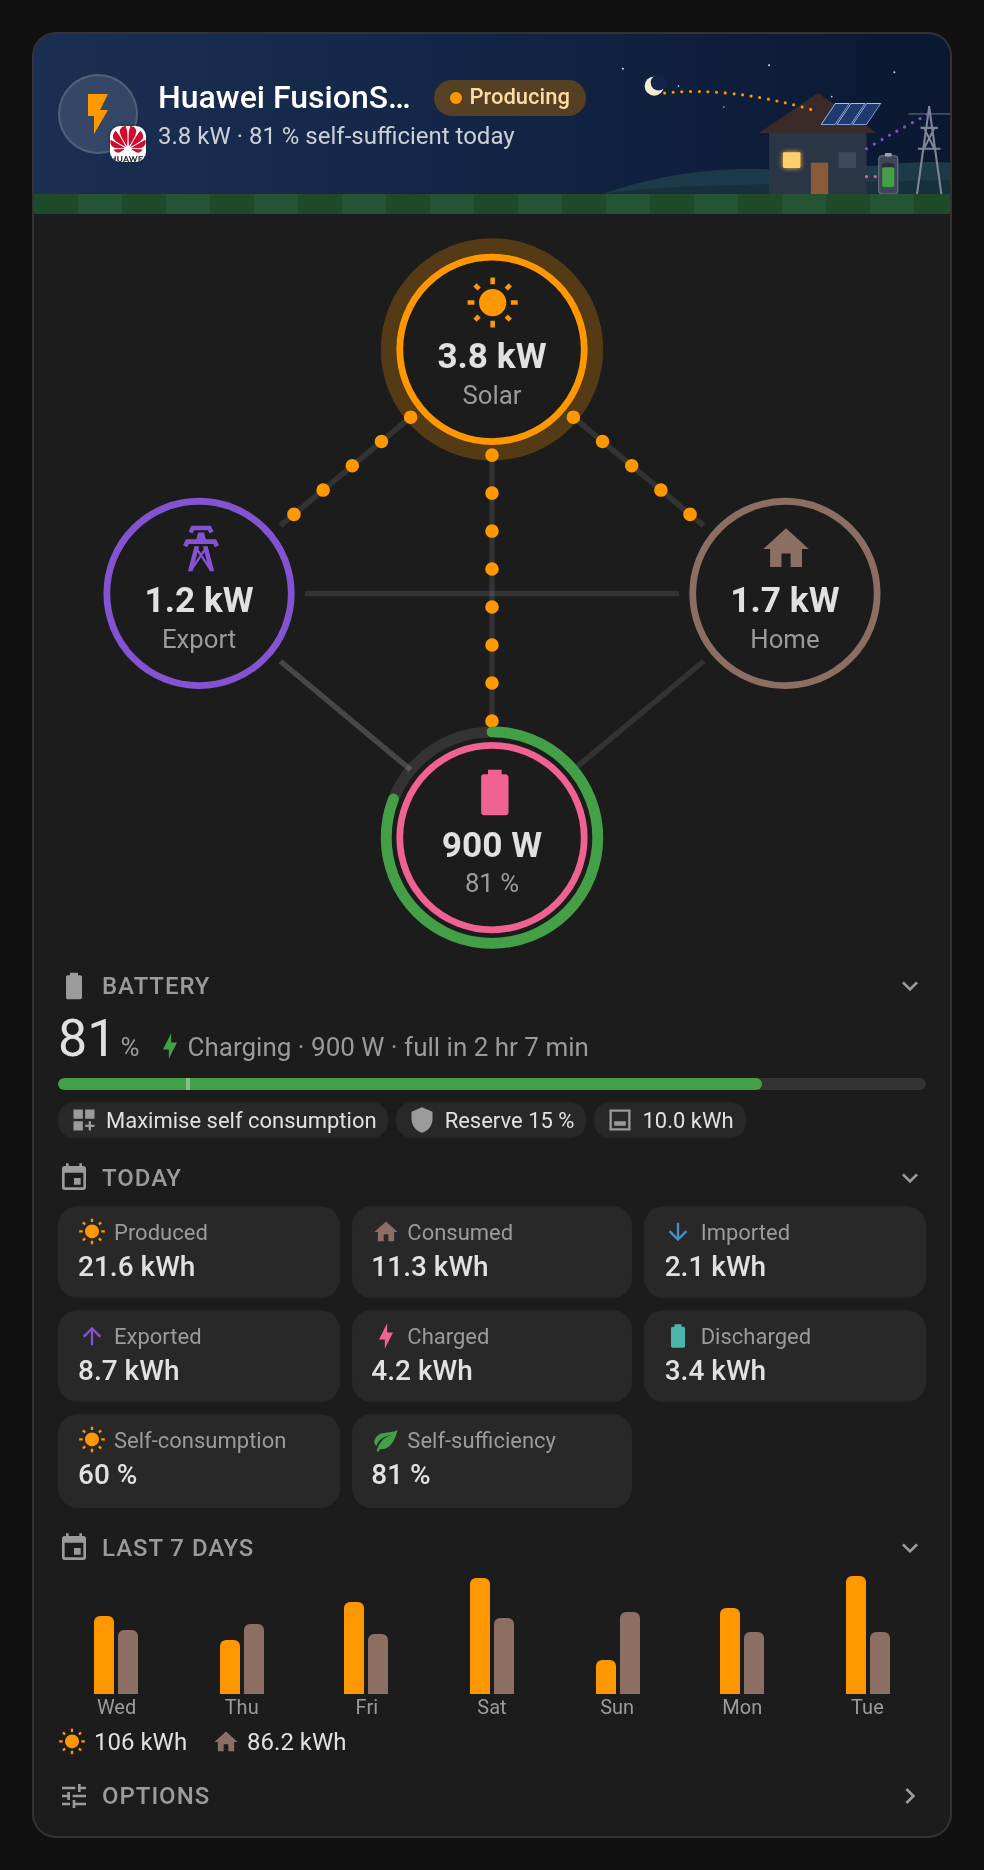 Huawei FusionS...
Producing
3.8 kW · 81 % self-sufficient today
HUAWEI
3.8 kW
Solar
1.2 kW
Export
1.7 kW
Home
900 W
81 %
BATTERY
81 %
Charging · 900 W · full in 2 hr 7 min
Maximise self consumption
Reserve 15 %
10.0 kWh
TODAY
Produced
21.6 kWh
Consumed
11.3 kWh
Imported
2.1 kWh
Exported
8.7 kWh
Charged
4.2 kWh
Discharged
3.4 kWh
Self-consumption
60 %
Self-sufficiency
81 %
LAST 7 DAYS
Wed Thu Fri Sat Sun Mon Tue
106 kWh
86.2 kWh
OPTIONS